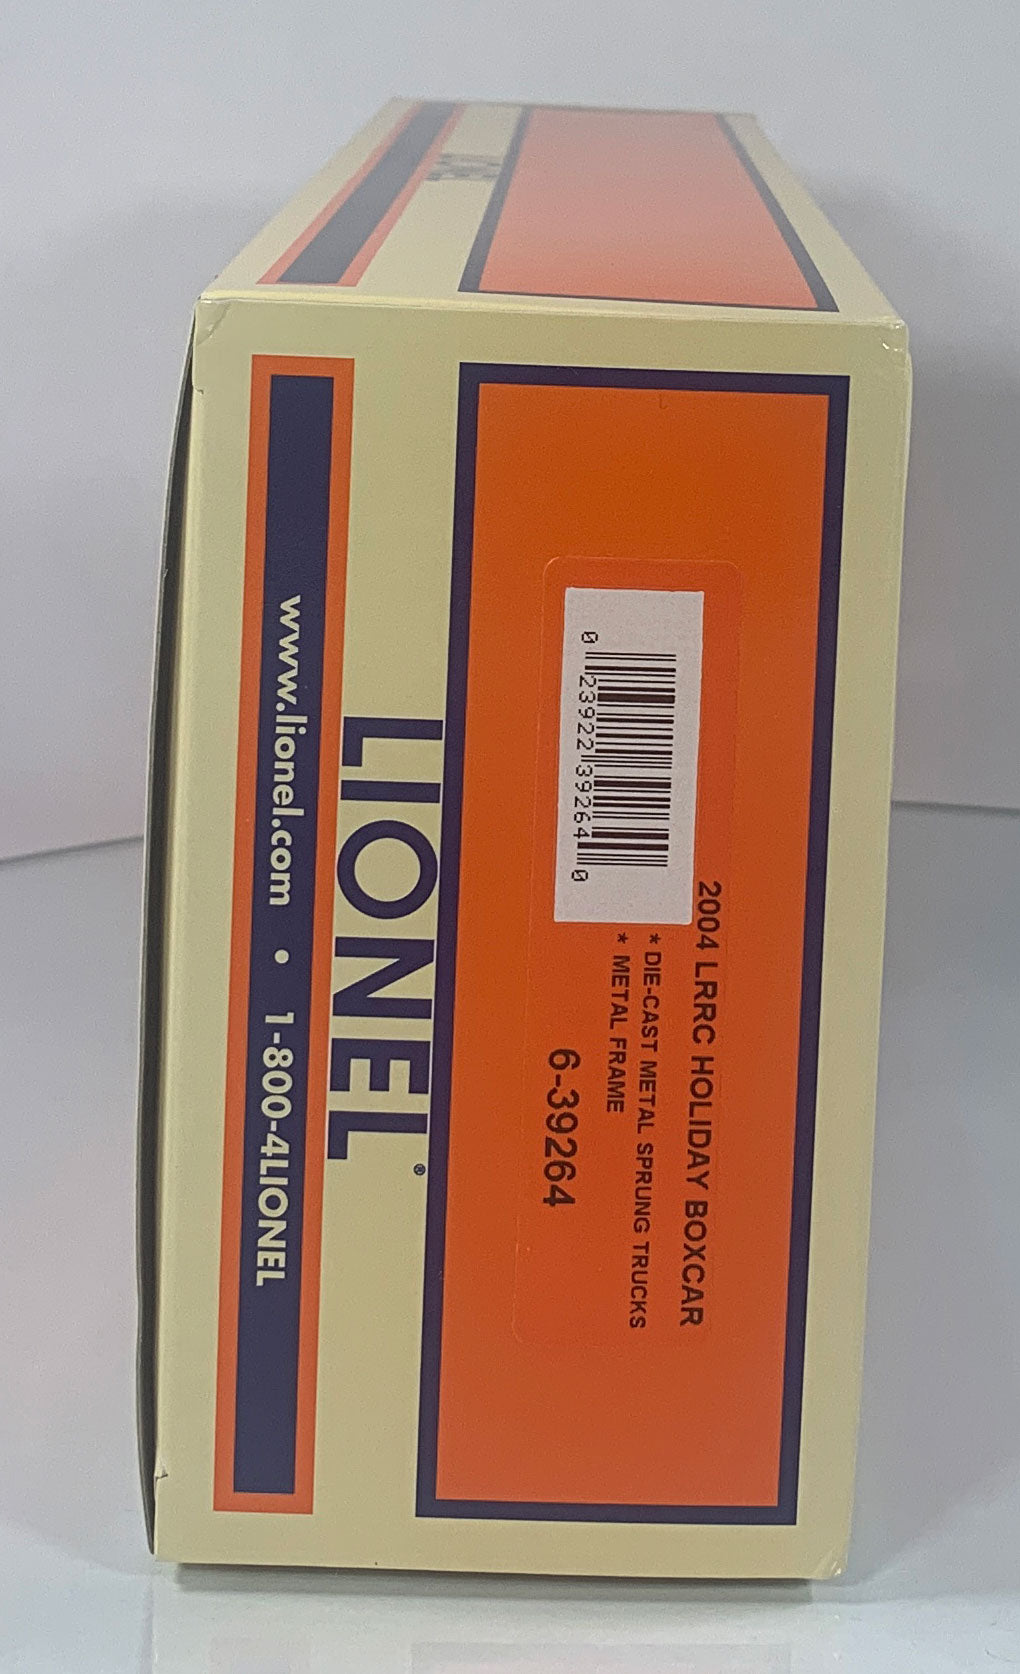 2004 LRRC HOLIDAY BOXCAR
* DIE-CAST METAL SPRUNG TRUCKS
* METAL FRAME
6-39264
0 23922 39264 0
LIONEL®
www.lionel.com • 1-800-4LIONEL